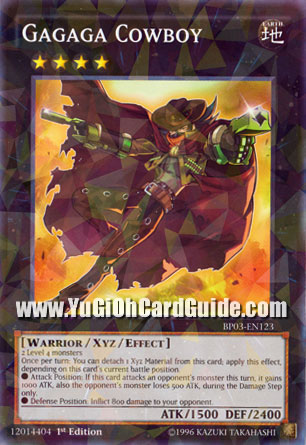 Gagaga Cowboy
EARTH
地
www.YuGiOhCardGuide.com
BP03-EN123
[Warrior / Xyz / Effect]
2 Level 4 monsters
Once per turn: You can detach 1 Xyz Material from this card; apply this effect,
depending on this card's current battle position.
● Attack Position: If this card attacks an opponent's monster this turn, it gains
1000 ATK, also the opponent's monster loses 500 ATK, during the Damage Step
only.
● Defense Position: Inflict 800 damage to your opponent.
ATK/1500 DEF/2400
12014404 1st Edition ©1996 KAZUKI TAKAHASHI